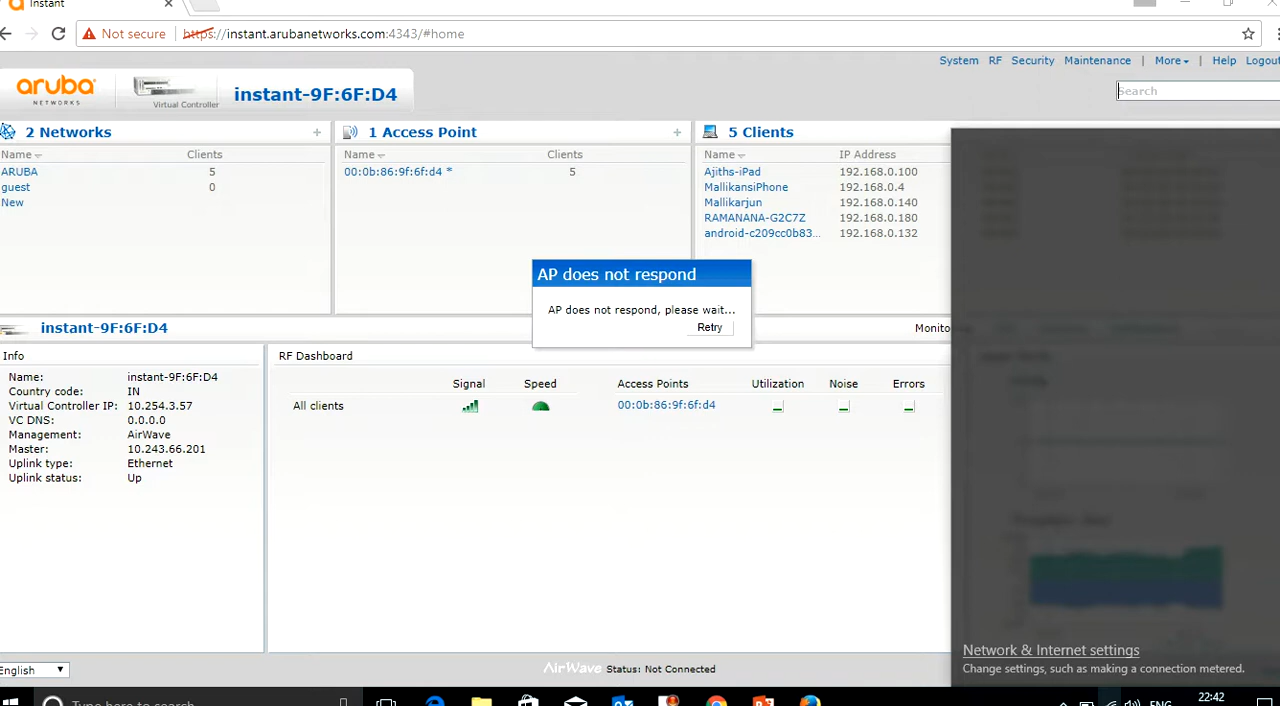 Instant
Not secure https://instant.arubanetworks.com:4343/#home
System RF Security Maintenance | More | Help | Logout
aruba
NETWORKS
Virtual Controller
instant-9F:6F:D4
Search
2 Networks +
Name Clients
ARUBA 5
guest 0
New
1 Access Point +
Name Clients
00:0b:86:9f:6f:d4 * 5
5 Clients
Name IP Address
Ajiths-iPad 192.168.0.100
MallikansiPhone 192.168.0.4
Mallikarjun 192.168.0.140
RAMANANA-G2C7Z 192.168.0.180
android-c209cc0b83... 192.168.0.132
AP does not respond
AP does not respond, please wait...
Retry
instant-9F:6F:D4
Info
Name: instant-9F:6F:D4
Country code: IN
Virtual Controller IP: 10.254.3.57
VC DNS: 0.0.0.0
Management: AirWave
Master: 10.243.66.201
Uplink type: Ethernet
Uplink status: Up
RF Dashboard
Signal Speed Access Points Utilization Noise Errors
All clients 00:0b:86:9f:6f:d4
English
AirWave Status: Not Connected
Network & Internet settings
Change settings, such as making a connection metered.
Type here to search
ENG
22:42